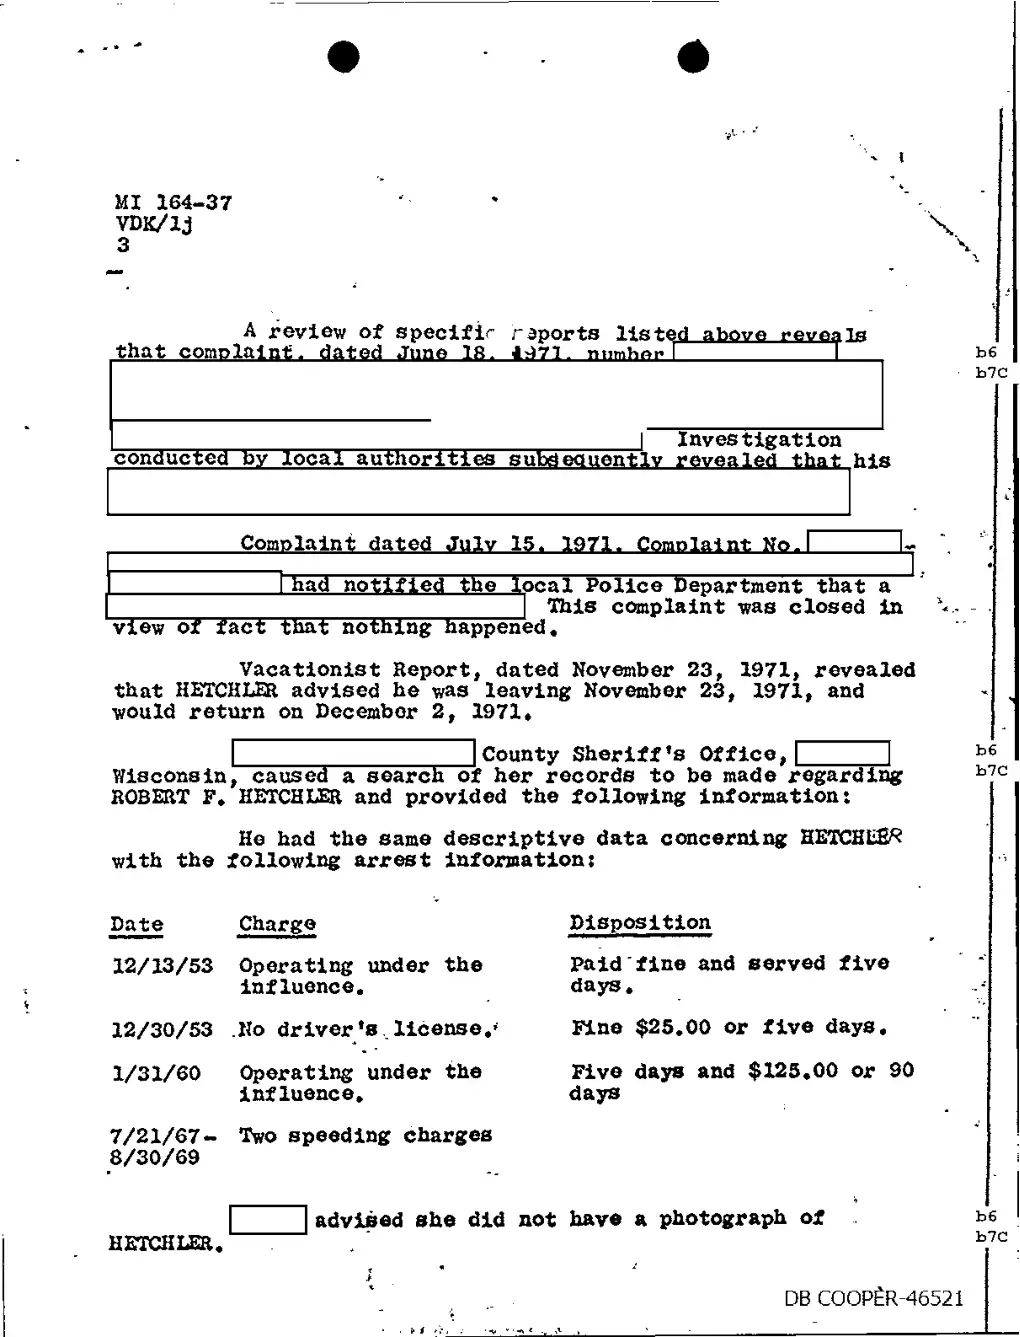 MI 164-37
VDK/lj
3
A review of specific reports listed above reveals
that complaint, dated June 18, 1971, number
b6
b7C
Investigation
conducted by local authorities subsequently revealed that his
Complaint dated July 15, 1971, Complaint No.
had notified the local Police Department that a
This complaint was closed in
view of fact that nothing happened.
Vacationist Report, dated November 23, 1971, revealed
that HETCHLER advised he was leaving November 23, 1971, and
would return on December 2, 1971.
County Sheriff's Office,
b6
b7C
Wisconsin, caused a search of her records to be made regarding
ROBERT F. HETCHLER and provided the following information:
He had the same descriptive data concerning HETCHLER
with the following arrest information:
Date Charge Disposition
12/13/53 Operating under the Paid fine and served five
influence. days.
12/30/53 No driver's license. Fine $25.00 or five days.
1/31/60 Operating under the Five days and $125.00 or 90
influence. days
7/21/67- Two speeding charges
8/30/69
advised she did not have a photograph of
b6
b7C
HETCHLER.
DB COOPER-46521